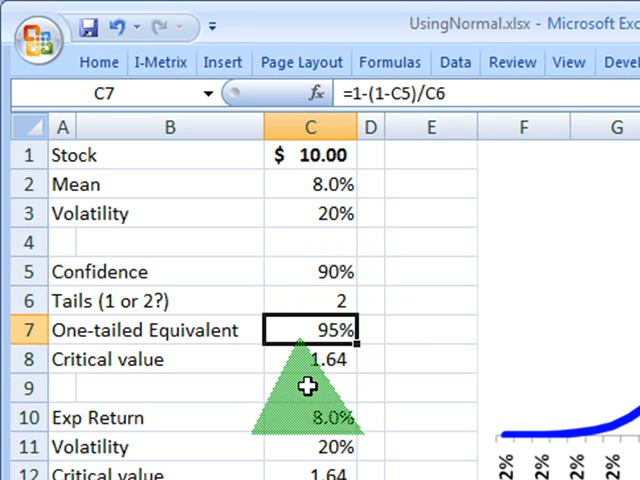 UsingNormal.xlsx - Microsoft Exc
Home I-Metrix Insert Page Layout Formulas Data Review View Devel
C7 fx =1-(1-C5)/C6
A B C D E F G
1 Stock $ 10.00
2 Mean 8.0%
3 Volatility 20%
4
5 Confidence 90%
6 Tails (1 or 2?) 2
7 One-tailed Equivalent 95%
8 Critical value 1.64
9
10 Exp Return 8.0%
11 Volatility 20%
12 Critical value 1.64
2% 2% 2% 2%